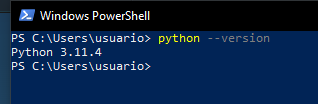 Windows PowerShell
PS C:\Users\usuario> python --version
Python 3.11.4
PS C:\Users\usuario>